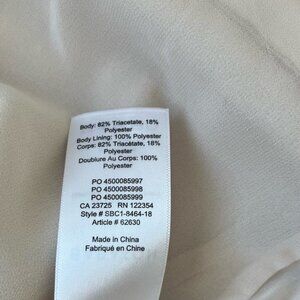 Body: 82% Triacetate, 18%
Polyester
Body Lining: 100% Polyester
Corps: 82% Triacétate, 18%
Polyester
Doublure Au Corps: 100%
Polyester
PO 4500085997
PO 4500085998
PO 4500085999
CA 23725 RN 122354
Style # SBC1-8464-18
Article # 62630
Made in China
Fabriqué en Chine